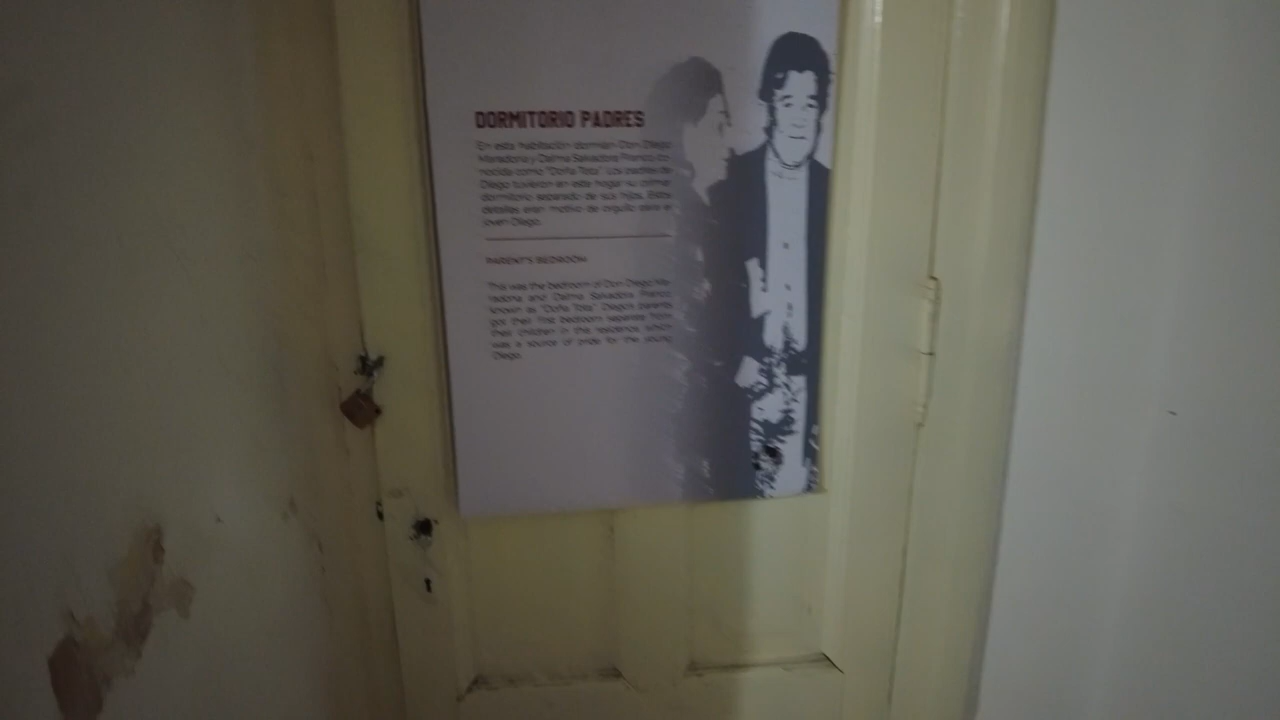 DORMITORIO PADRES
En esta habitación dormían Don Diego
Maradona y Dalma Salvadora Franco, co-
nocida como "Doña Tota". Los padres de
Diego tuvieron en este hogar su primer
dormitorio separado de sus hijos. Estos
detalles eran motivo de orgullo para el
joven Diego.
PARENT'S BEDROOM
This was the bedroom of Don Diego Ma-
radona and Dalma Salvadora Franco,
known as "Doña Tota". Diego's parents
got their first bedroom separate from
their children in this residence, which
was a source of pride for the young
Diego.